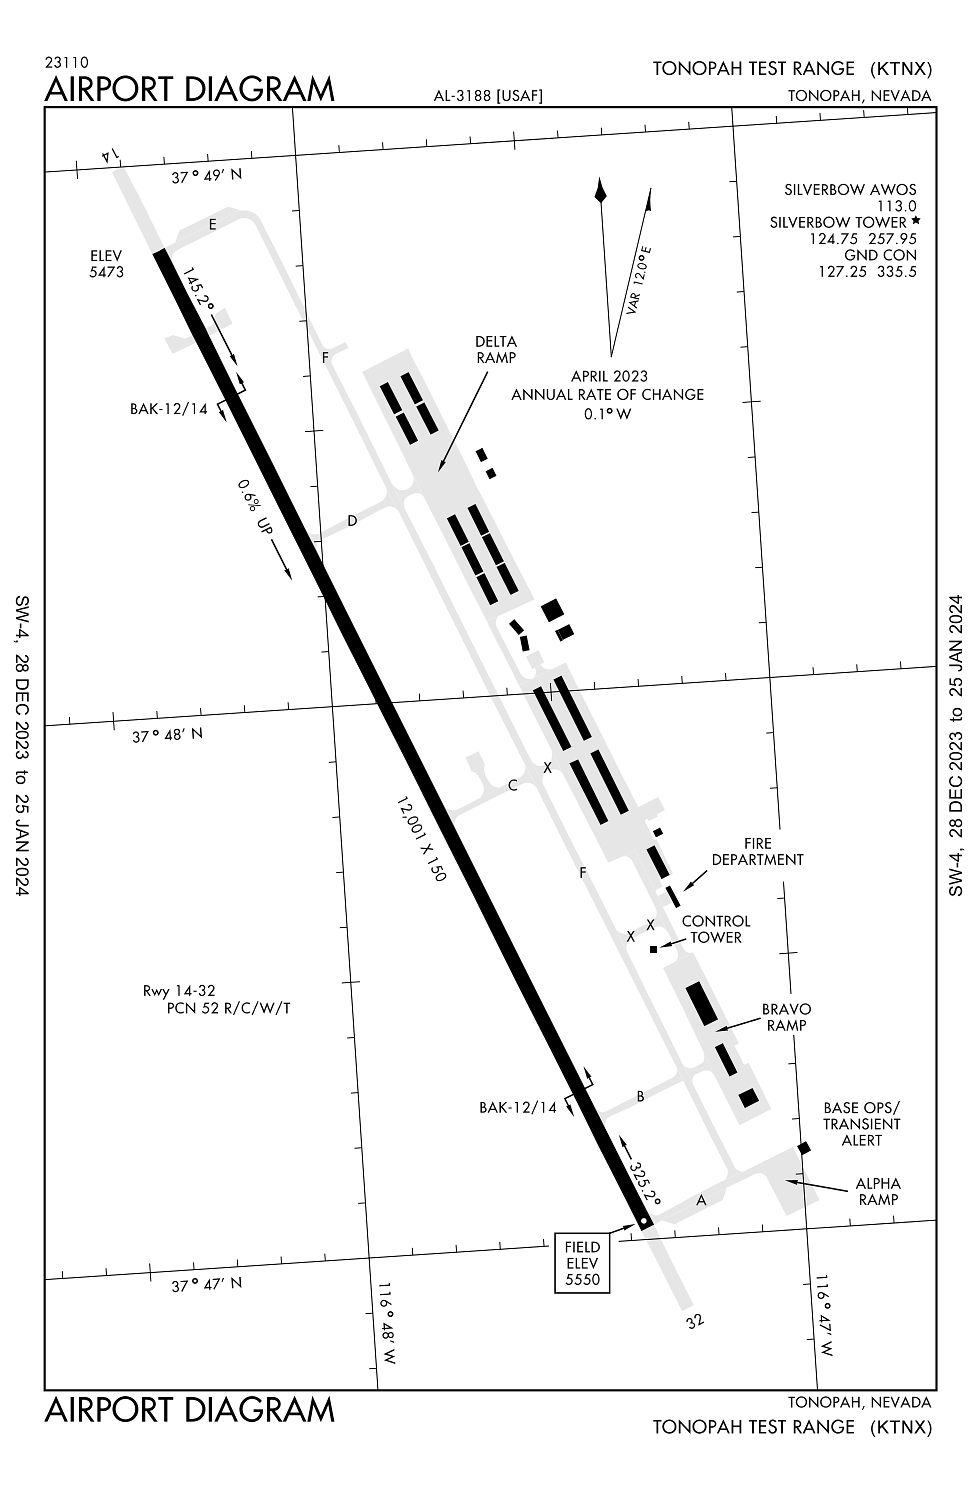 23110
AIRPORT DIAGRAM
AL-3188 [USAF]
TONOPAH TEST RANGE (KTNX)
TONOPAH, NEVADA
14
37° 49' N
E
ELEV
5473
145.2°
SILVERBOW AWOS
113.0
SILVERBOW TOWER★
124.75 257.95
GND CON
127.25 335.5
VAR 12.0° E
F
DELTA
RAMP
APRIL 2023
ANNUAL RATE OF CHANGE
0.1° W
BAK-12/14
0.6% UP
D
SW-4, 28 DEC 2023 to 25 JAN 2024
SW-4, 28 DEC 2023 to 25 JAN 2024
37° 48' N
X
C
12,001 X 150
F
FIRE
DEPARTMENT
X X
CONTROL
TOWER
Rwy 14-32
PCN 52 R/C/W/T
BRAVO
RAMP
BAK-12/14
B
BASE OPS/
TRANSIENT
ALERT
325.2°
A
ALPHA
RAMP
FIELD
ELEV
5550
37° 47' N
116° 48' W
116° 47' W
32
AIRPORT DIAGRAM
TONOPAH, NEVADA
TONOPAH TEST RANGE (KTNX)